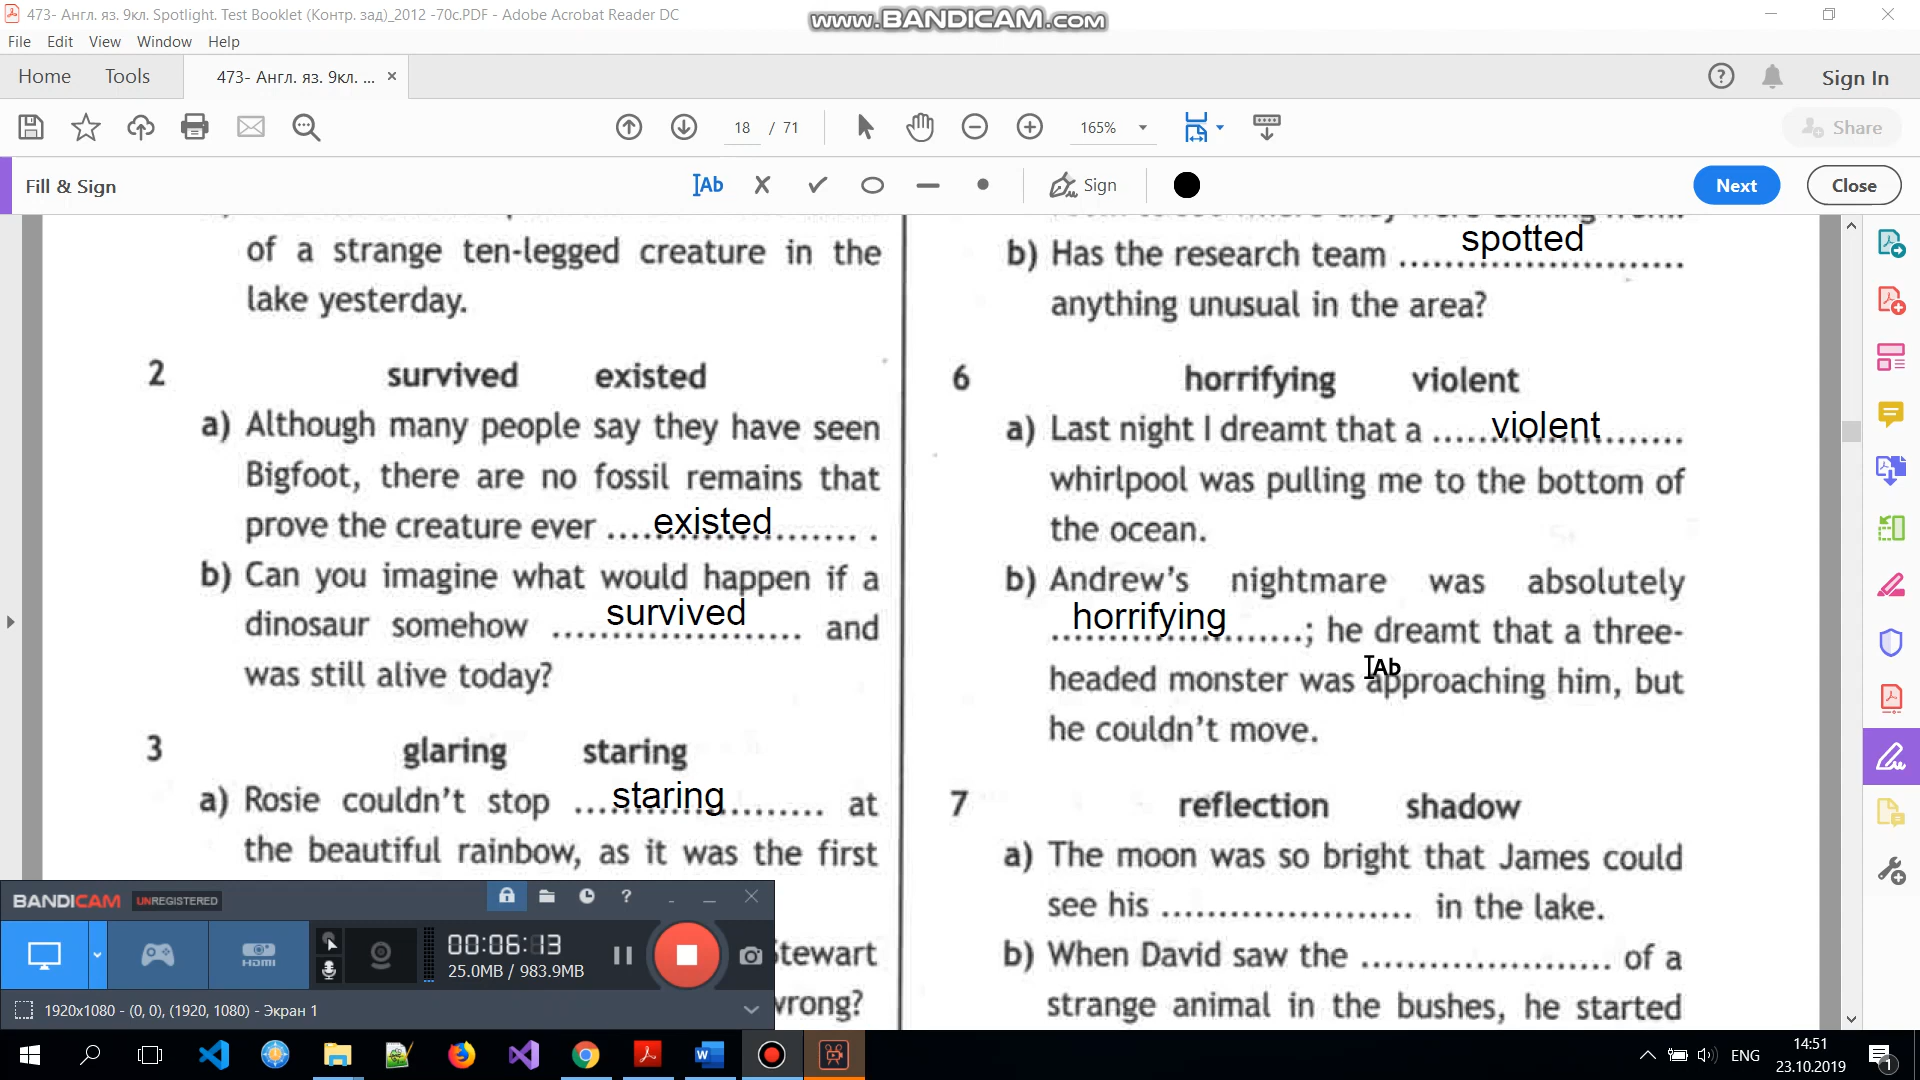 473- Англ. яз. 9кл. Spotlight. Test Booklet (Контр. зад)_2012 -70с.PDF - Adobe Acrobat Reader DC
www.BANDICAM.com
File Edit View Window Help
Home Tools 473- Англ. яз. 9кл. ... × Sign In
18 / 71 165% Share
Fill & Sign Ab Sign Next Close
of a strange ten-legged creature in the
lake yesterday.
2
survived existed
a) Although many people say they have seen
Bigfoot, there are no fossil remains that
prove the creature ever .... existed ....... .
b) Can you imagine what would happen if a
dinosaur somehow survived and
was still alive today?
3
glaring staring
a) Rosie couldn't stop ... staring ....... at
the beautiful rainbow, as it was the first
Stewart
wrong?
spotted
b) Has the research team ........................
anything unusual in the area?
6
horrifying violent
a) Last night I dreamt that a .... violent .......
whirlpool was pulling me to the bottom of
the ocean.
b) Andrew's nightmare was absolutely
horrifying ; he dreamt that a three-
headed monster was approaching him, but
he couldn't move.
Ab
7
reflection shadow
a) The moon was so bright that James could
see his ..................... in the lake.
b) When David saw the ..................... of a
strange animal in the bushes, he started
BANDICAM UNREGISTERED
HDMI
00:06:13
25.0MB / 983.9MB
1920x1080 - (0, 0), (1920, 1080) - Экран 1
ENG
14:51
23.10.2019
1